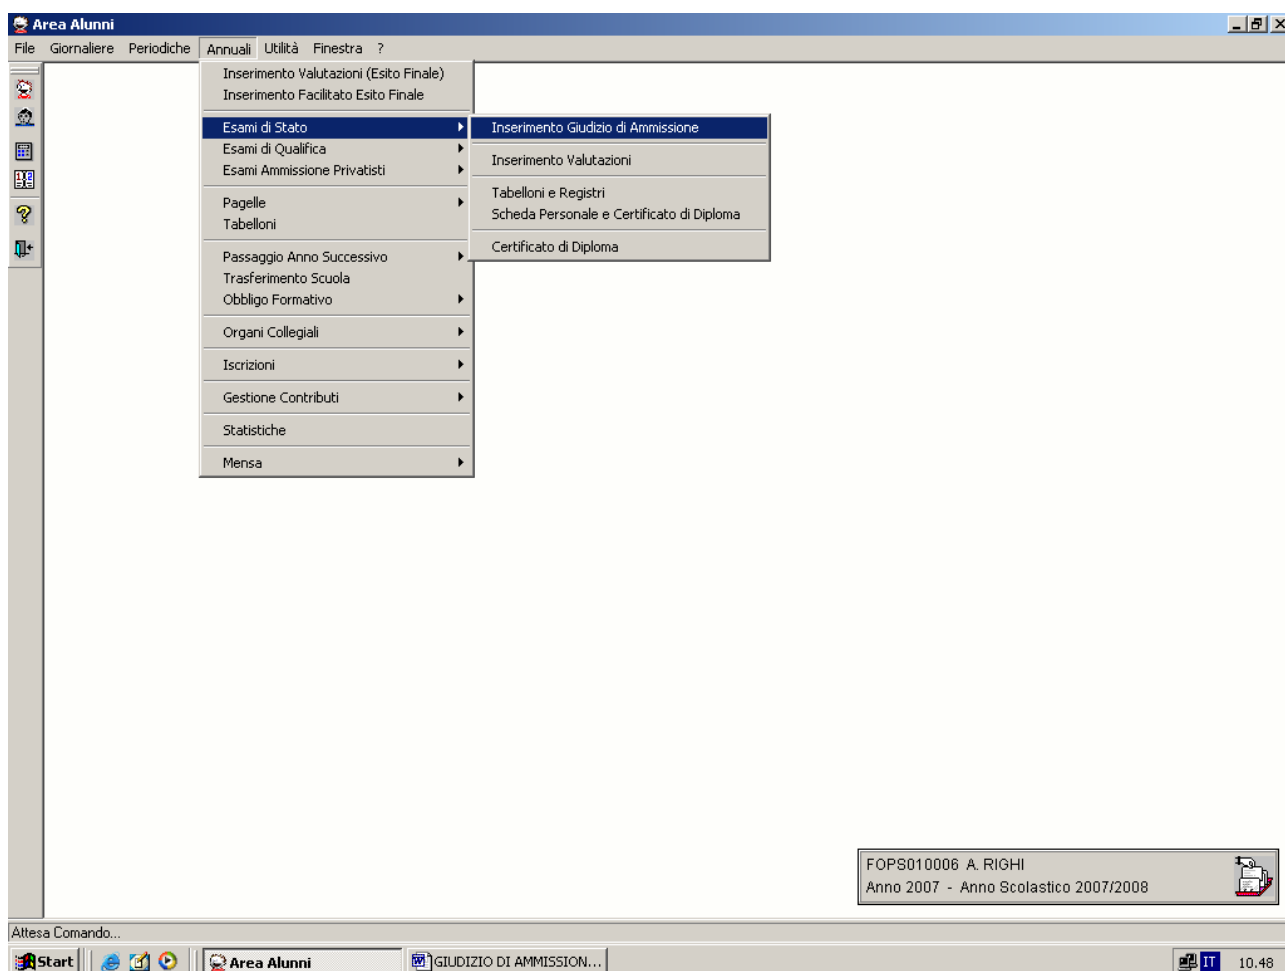 Area Alunni
File Giornaliere Periodiche Annuali Utilità Finestra ?
Inserimento Valutazioni (Esito Finale)
Inserimento Facilitato Esito Finale
Esami di Stato
Esami di Qualifica
Esami Ammissione Privatisti
Pagelle
Tabelloni
Passaggio Anno Successivo
Trasferimento Scuola
Obbligo Formativo
Organi Collegiali
Iscrizioni
Gestione Contributi
Statistiche
Mensa
Inserimento Giudizio di Ammissione
Inserimento Valutazioni
Tabelloni e Registri
Scheda Personale e Certificato di Diploma
Certificato di Diploma
FOPS010006 A. RIGHI
Anno 2007 - Anno Scolastico 2007/2008
Attesa Comando...
Start Area Alunni GIUDIZIO DI AMMISSION... IT 10.48